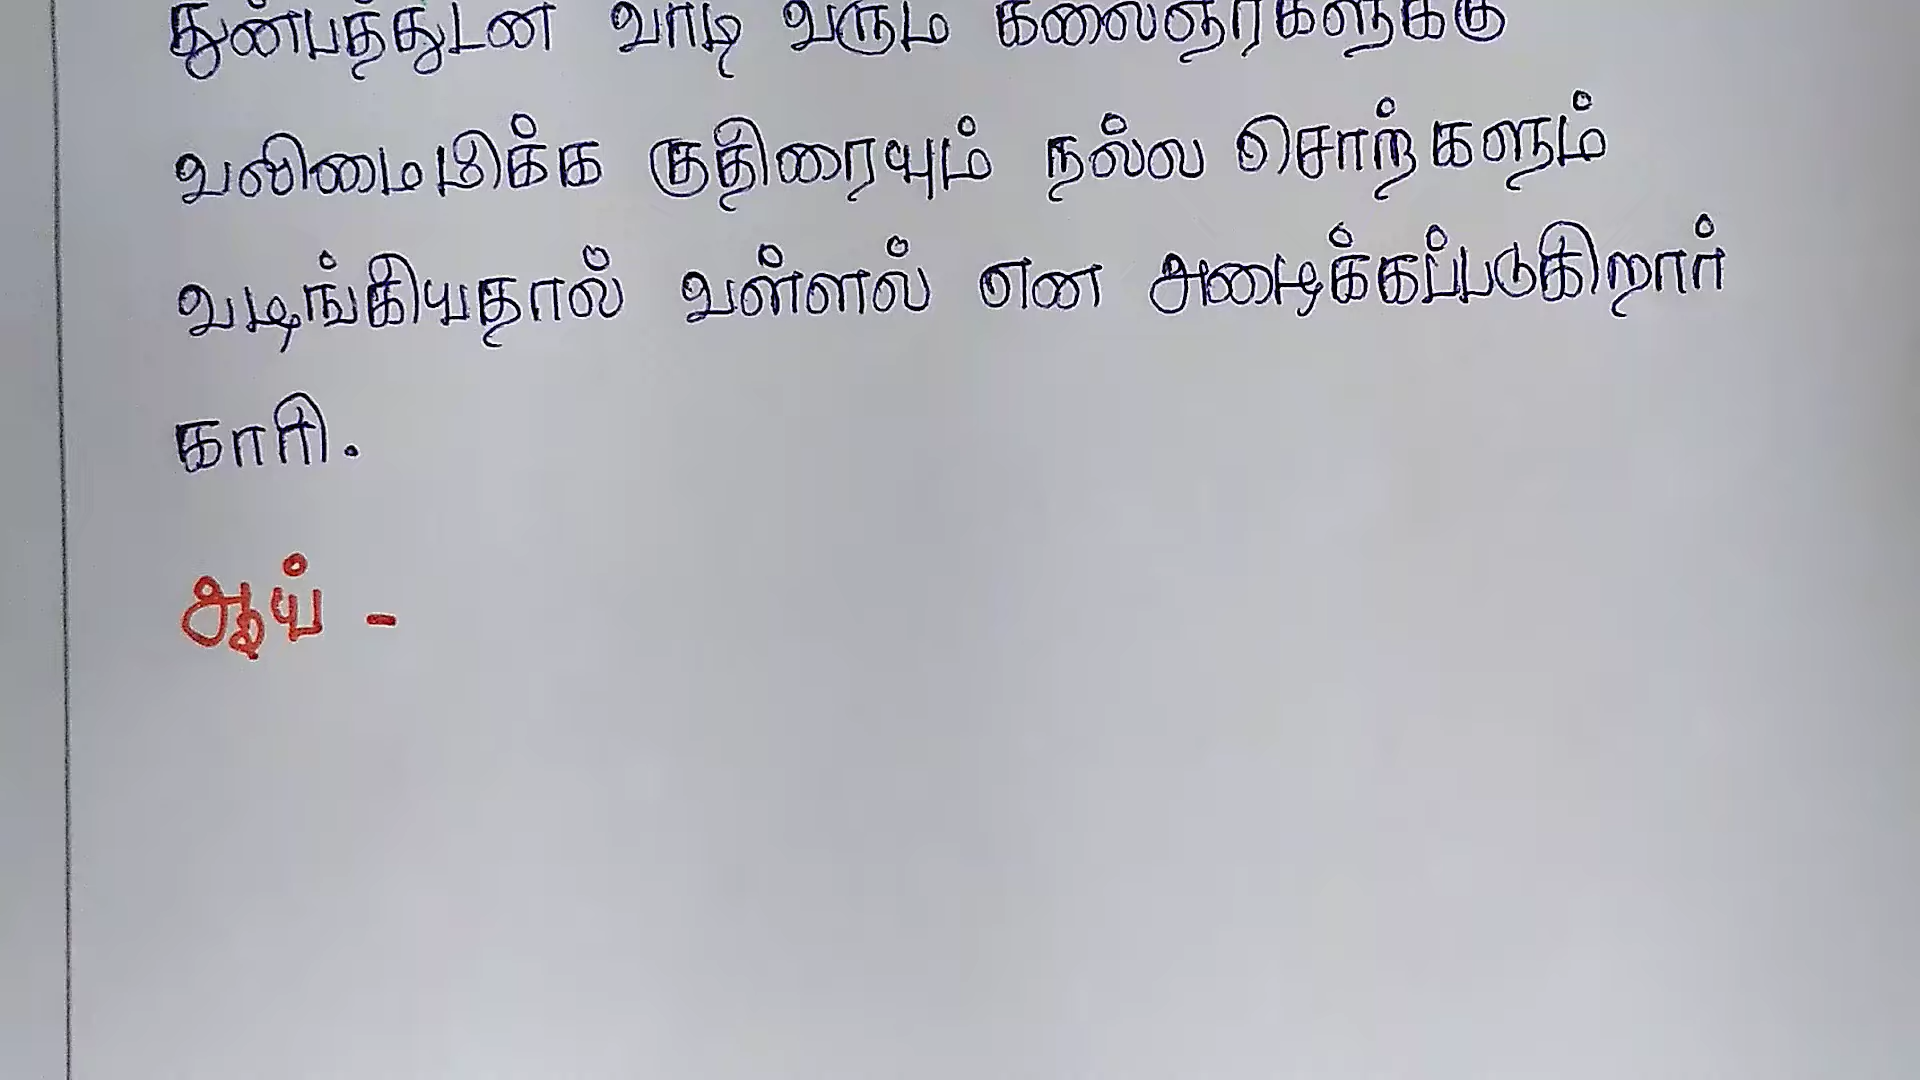 துன்பத்துடன் வாடி வரும் கலைஞர்களுக்கு
வலிமைமிக்க குதிரையும் நல்ல சொற்களும்
வழங்கியதால் வள்ளல் என அழைக்கப்படுகிறார்
காரி.
ஆய் -